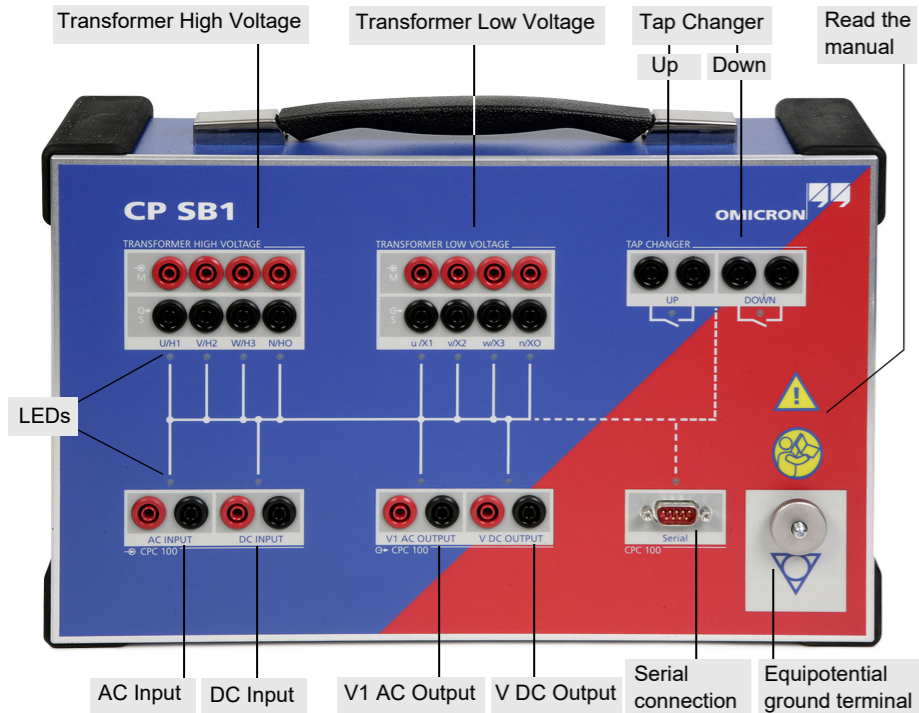 Transformer High Voltage
Transformer Low Voltage
Tap Changer
Up
Down
Read the
manual
CP SB1
OMICRON
TRANSFORMER HIGH VOLTAGE
M
S
U/H1 V/H2 W/H3 N/HO
TRANSFORMER LOW VOLTAGE
M
S
u/X1 v/X2 w/X3 n/XO
TAP CHANGER
UP
DOWN
LEDs
AC INPUT
DC INPUT
CPC 100
V1 AC OUTPUT
V DC OUTPUT
CPC 100
Serial
CPC 100
AC Input
DC Input
V1 AC Output
V DC Output
Serial
connection
Equipotential
ground terminal